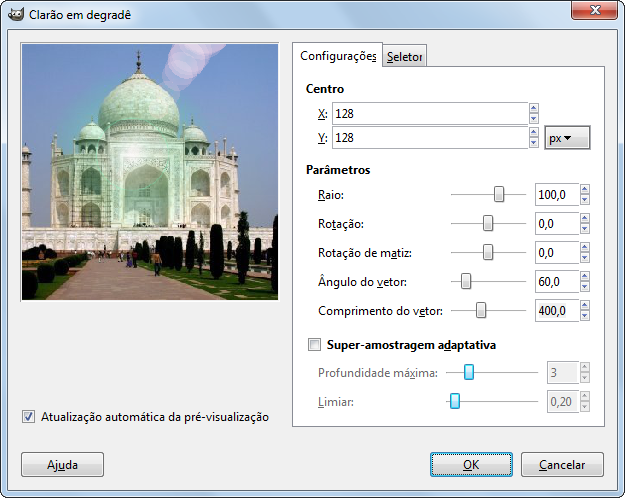 Clarão em degradê
Configurações Seletor
Centro
X: 128
Y: 128 px
Parâmetros
Raio: 100,0
Rotação: 0,0
Rotação de matiz: 0,0
Ângulo do vetor: 60,0
Comprimento do vetor: 400,0
Super-amostragem adaptativa
Profundidade máxima: 3
Limiar: 0,20
Atualização automática da pré-visualização
Ajuda OK Cancelar